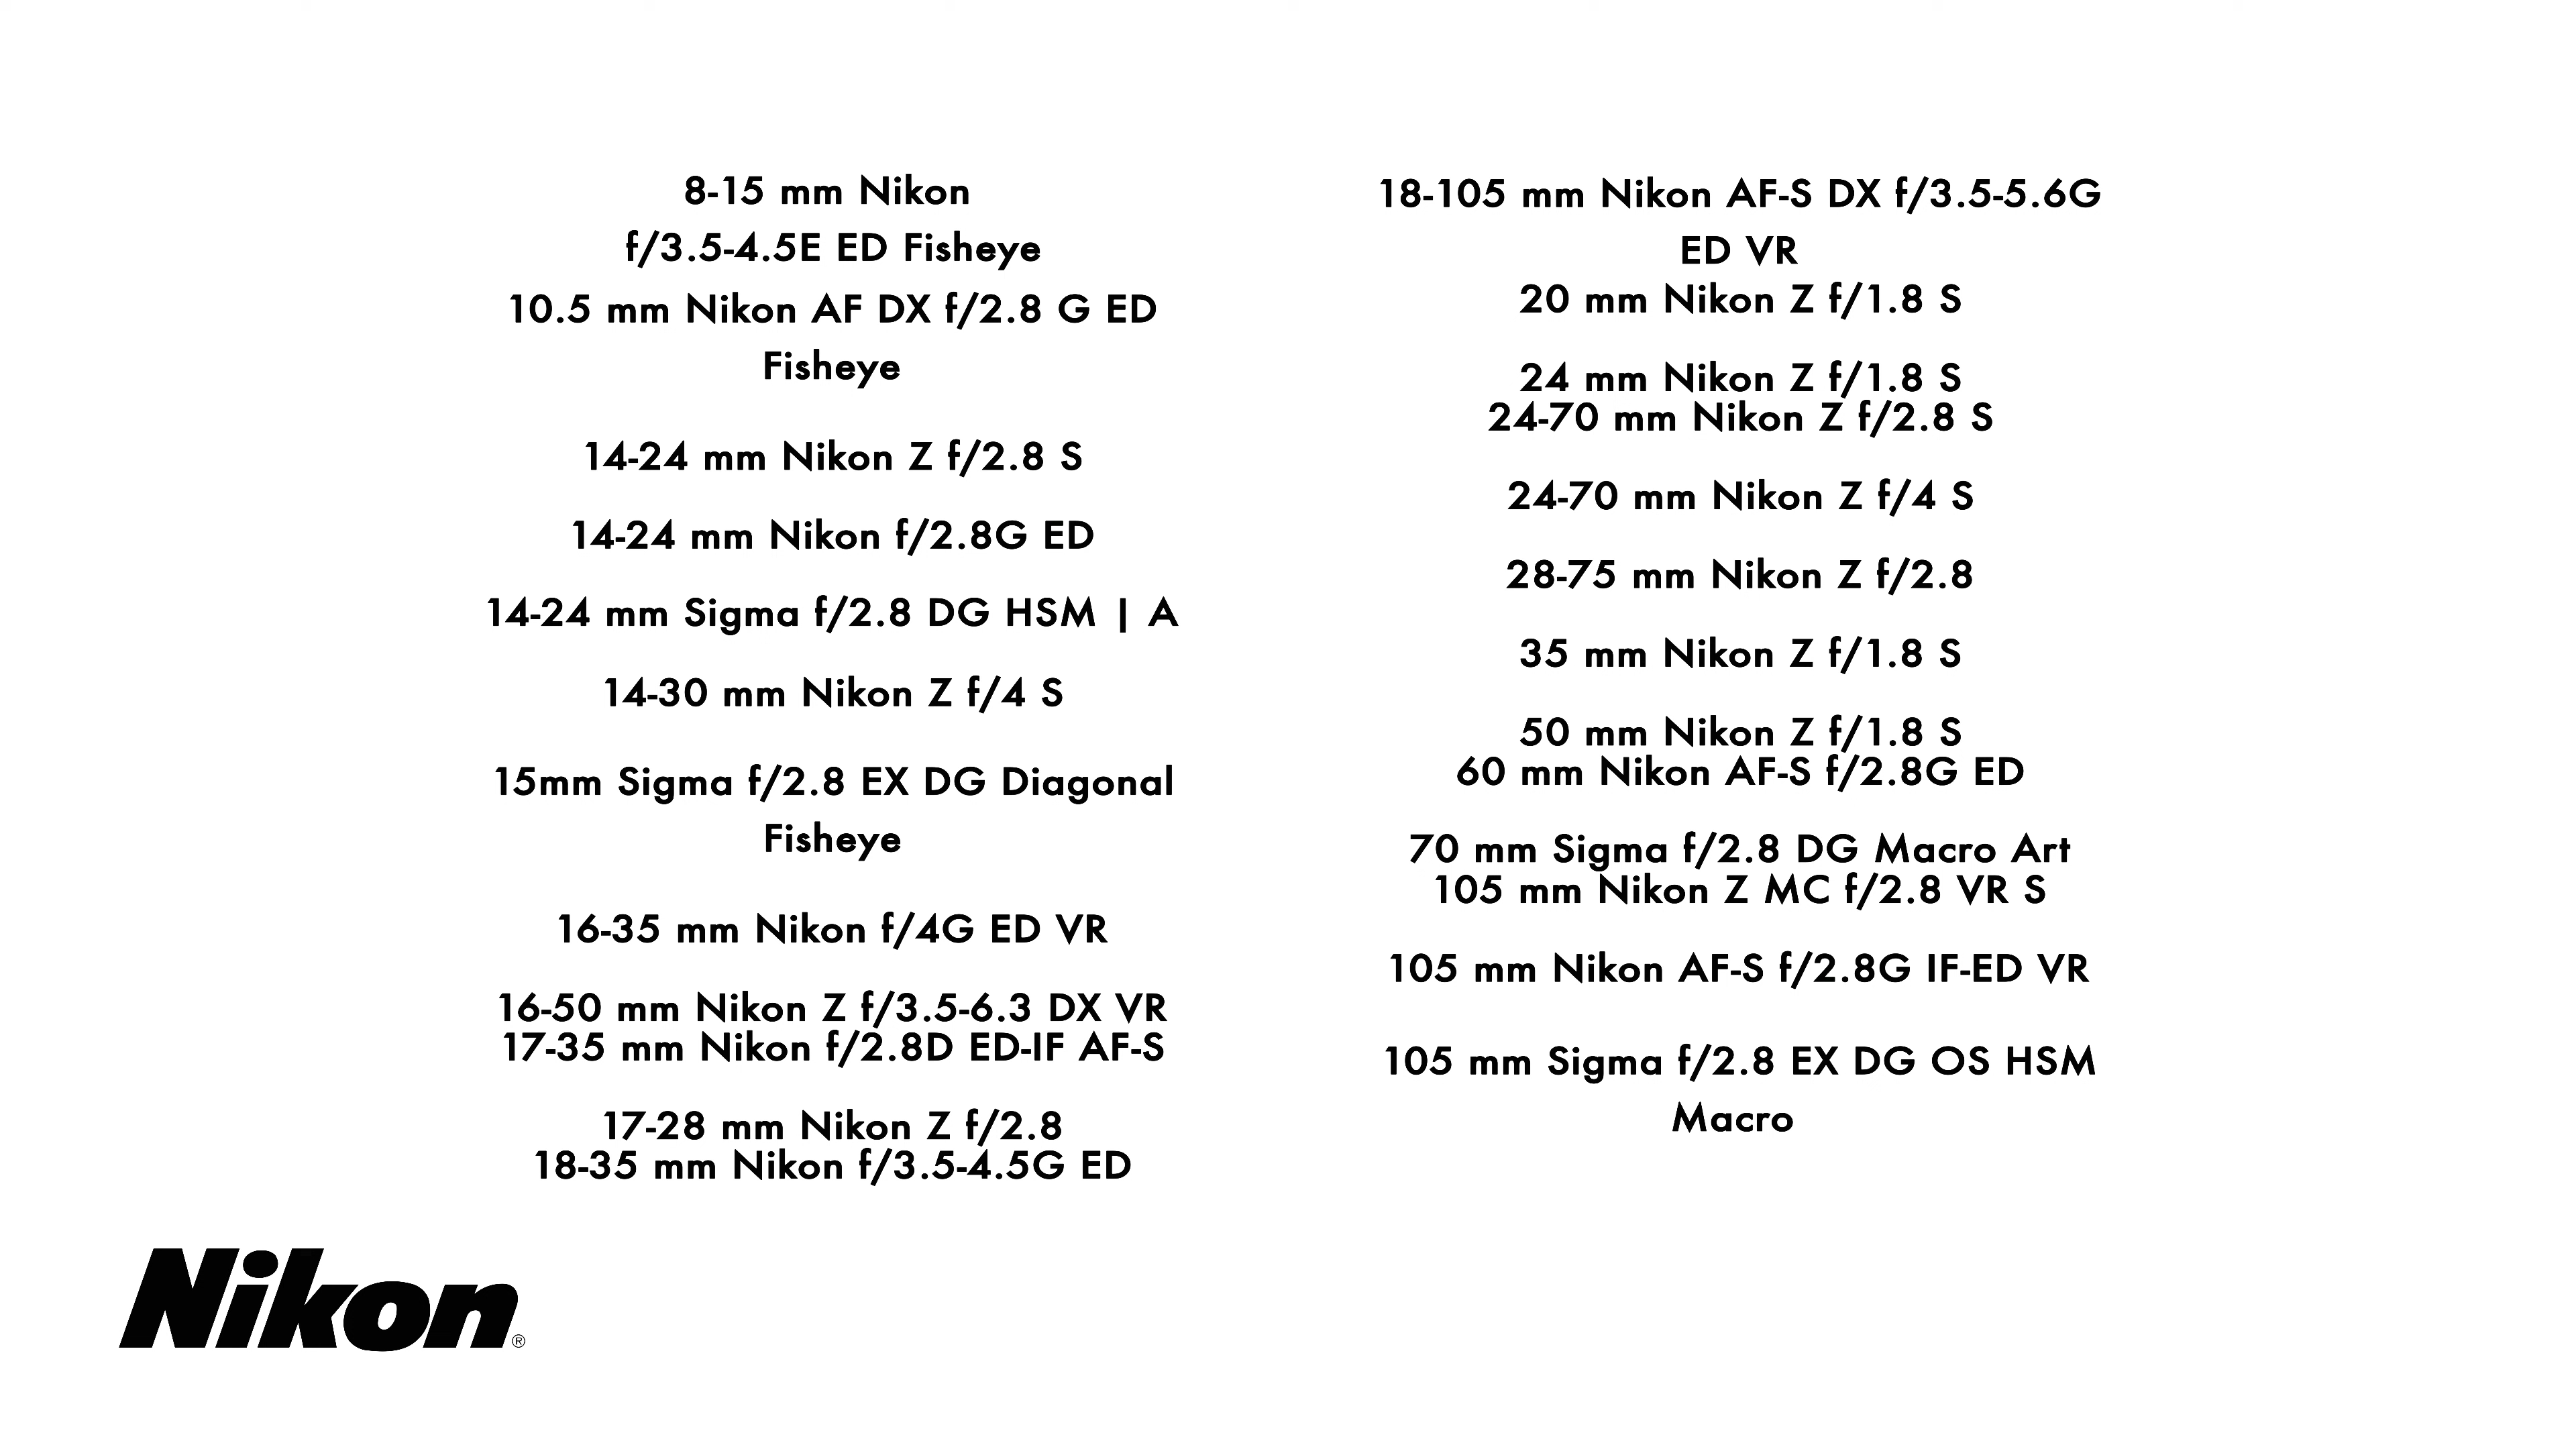 8-15 mm Nikon
f/3.5-4.5E ED Fisheye
10.5 mm Nikon AF DX f/2.8 G ED
Fisheye
14-24 mm Nikon Z f/2.8 S
14-24 mm Nikon f/2.8G ED
14-24 mm Sigma f/2.8 DG HSM | A
14-30 mm Nikon Z f/4 S
15mm Sigma f/2.8 EX DG Diagonal
Fisheye
16-35 mm Nikon f/4G ED VR
16-50 mm Nikon Z f/3.5-6.3 DX VR
17-35 mm Nikon f/2.8D ED-IF AF-S
17-28 mm Nikon Z f/2.8
18-35 mm Nikon f/3.5-4.5G ED
18-105 mm Nikon AF-S DX f/3.5-5.6G
ED VR
20 mm Nikon Z f/1.8 S
24 mm Nikon Z f/1.8 S
24-70 mm Nikon Z f/2.8 S
24-70 mm Nikon Z f/4 S
28-75 mm Nikon Z f/2.8
35 mm Nikon Z f/1.8 S
50 mm Nikon Z f/1.8 S
60 mm Nikon AF-S f/2.8G ED
70 mm Sigma f/2.8 DG Macro Art
105 mm Nikon Z MC f/2.8 VR S
105 mm Nikon AF-S f/2.8G IF-ED VR
105 mm Sigma f/2.8 EX DG OS HSM
Macro
Nikon®